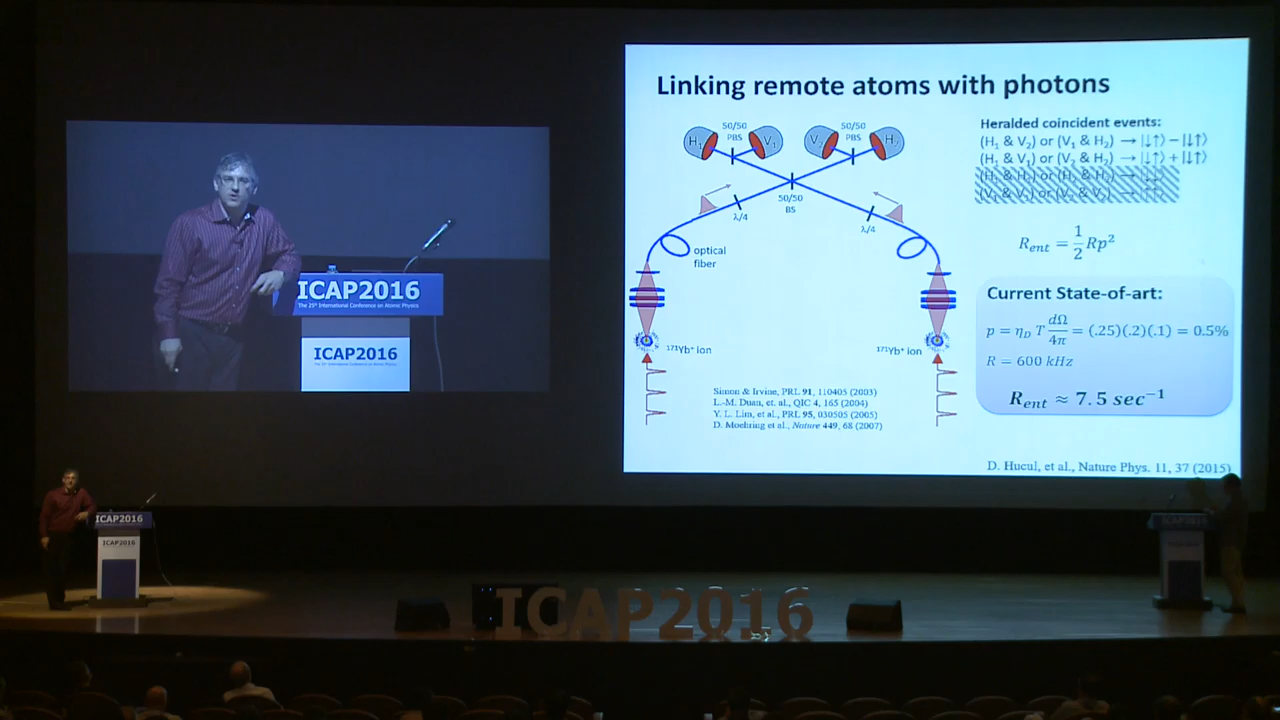 Linking remote atoms with photons
50/50
PBS
50/50
PBS
H₁
V₁
V₂
H
50/50
BS
λ/4
λ/4
optical
fiber
¹⁷¹Yb⁺ ion
¹⁷¹Yb⁺ ion
Simon & Irvine, PRL 91, 110405 (2003)
L.-M. Duan, et. al., QIC 4, 165 (2004)
Y. L. Lim, et al., PRL 95, 030505 (2005)
D. Moehring et al., Nature 449, 68 (2007)
Heralded coincident events:
(H₁ & V₂) or (V₁ & H₂) → |↓↑⟩ − |↓↑⟩
(H₁ & V₁) or (V₂ & H₂) → |↓↑⟩ + |↓↑⟩
R_ent = 1/2 Rp²
Current State-of-art:
p = η_D T dΩ/4π = (.25)(.2)(.1) = 0.5%
R = 600 kHz
R_ent ≈ 7.5 sec⁻¹
D. Hucul, et al., Nature Phys. 11, 37 (2015)
ICAP2016
The 25th International Conference on Atomic Physics
ICAP2016
ICAP2016
ICAP2016
ICAP2016
ICAP2016